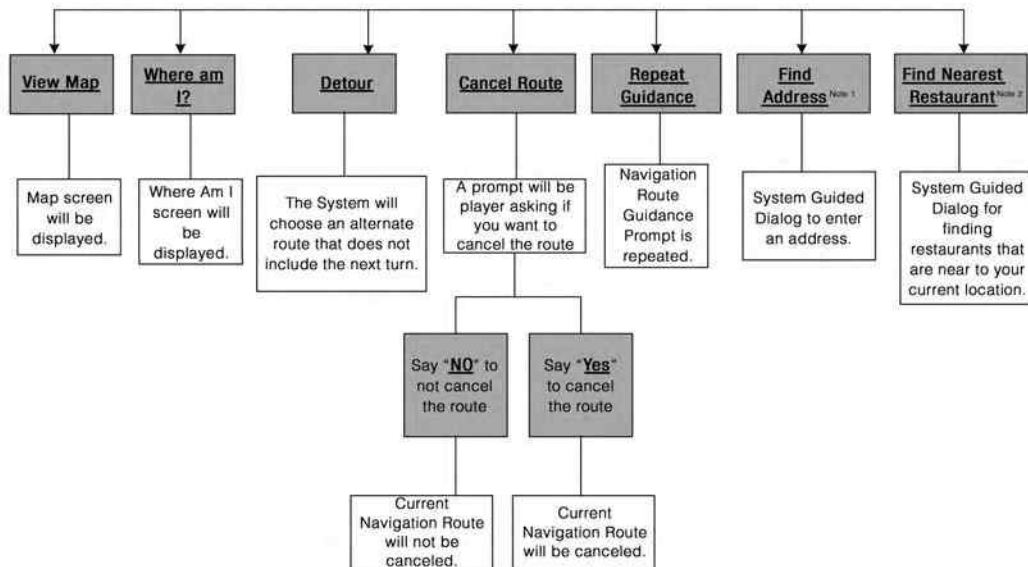 View Map
Where am
I?
Detour
Cancel Route
Repeat
Guidance
Find
Address Note 1
Find Nearest
Restaurant Note 2
Map screen
will be
displayed.
Where Am I
screen will
be
displayed.
The System will
choose an alternate
route that does not
include the next turn.
A prompt will be
player asking if
you want to
cancel the route
Navigation
Route
Guidance
Prompt is
repeated.
System Guided
Dialog to enter
an address.
System Guided
Dialog for
finding
restaurants that
are near to your
current location.
Say "NO" to
not cancel
the route
Say "Yes"
to cancel
the route
Current
Navigation Route
will not be
canceled.
Current
Navigation Route
will be canceled.